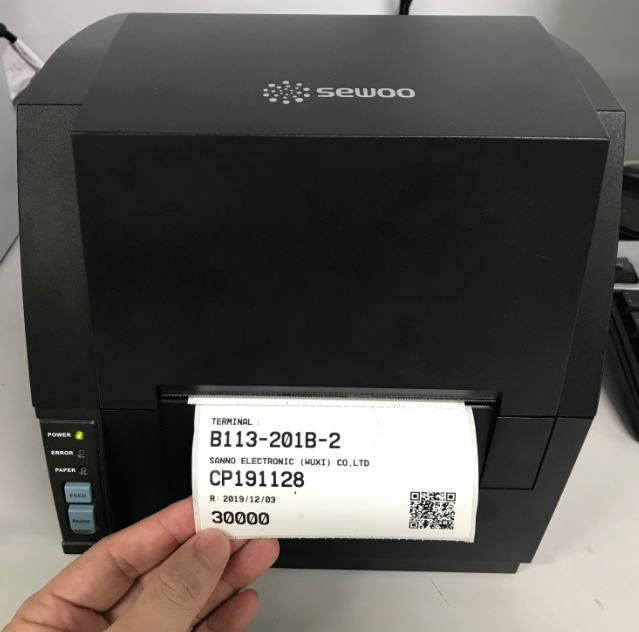 sewoo
TERMINAL :
B113-201B-2
SANNO ELECTRONIC (WUXI) CO,LTD
CP191128
R: 2019/12/03
30000
POWER
ERROR
PAPER
FEED
PAUSE